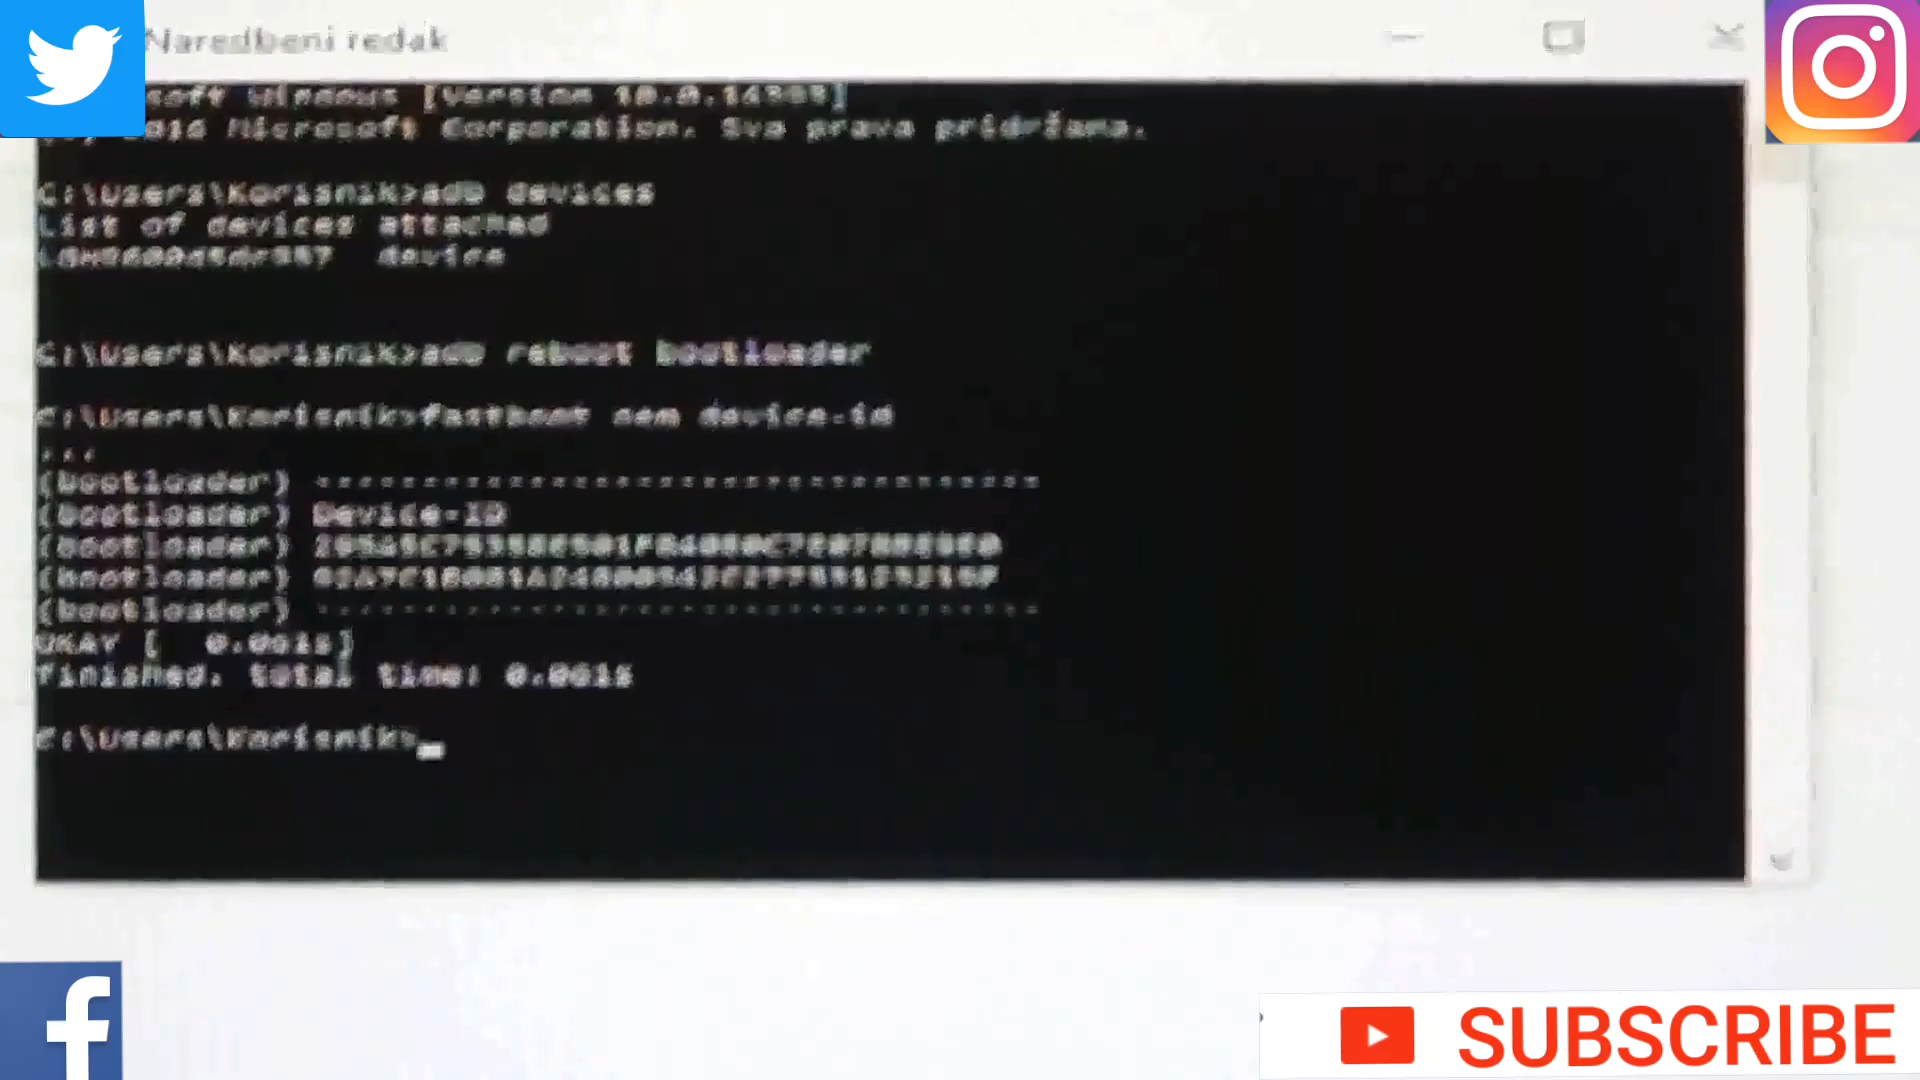 Naredbeni redak
soft Windows [Version 10.0.14393]
2016 Microsoft Corporation. Sva prava pridržana.
C:\Users\Korisnik>adb devices
List of devices attached
device
C:\Users\Korisnik>adb reboot bootloader
C:\Users\Korisnik>fastboot oem device-id
...
(bootloader) --------------------------------
(bootloader) Device-ID
(bootloader)
(bootloader)
(bootloader) --------------------------------
OKAY [  0.061s]
finished. total time: 0.061s
C:\Users\Korisnik>
SUBSCRIBE